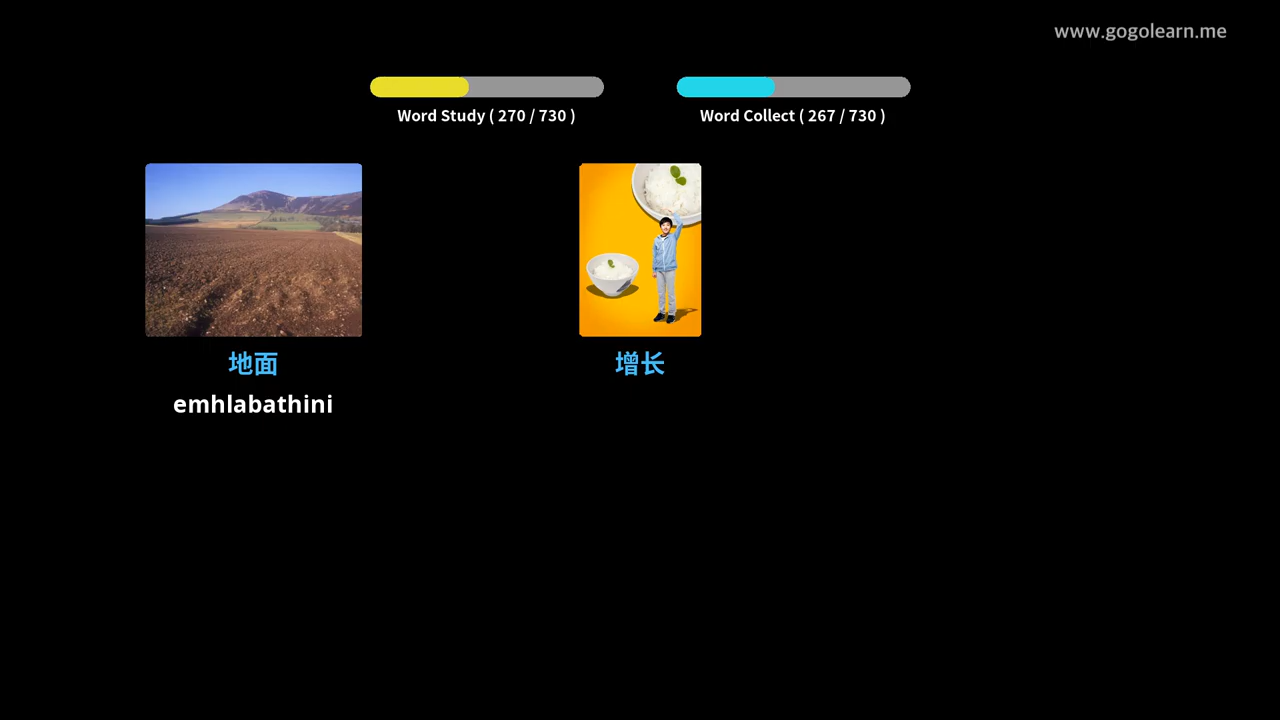 www.gogolearn.me
Word Study ( 270 / 730 )
Word Collect ( 267 / 730 )
地面
增长
emhlabathini